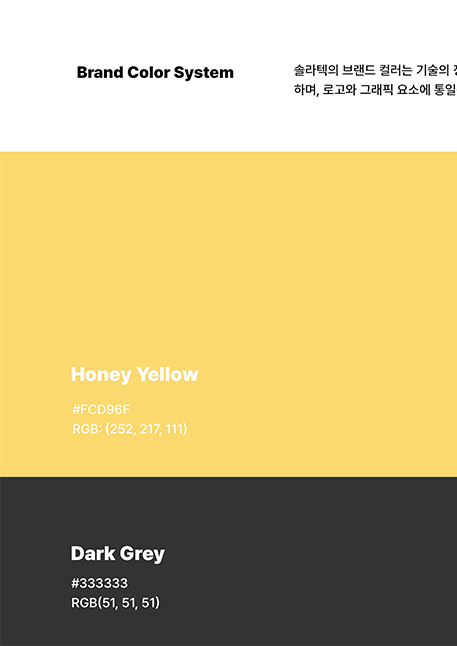 Brand Color System
솔라텍의 브랜드 컬러는 기술의
하며, 로고와 그래픽 요소에 통일
Honey Yellow
#FCD96F
RGB: (252, 217, 111)
Dark Grey
#333333
RGB(51, 51, 51)